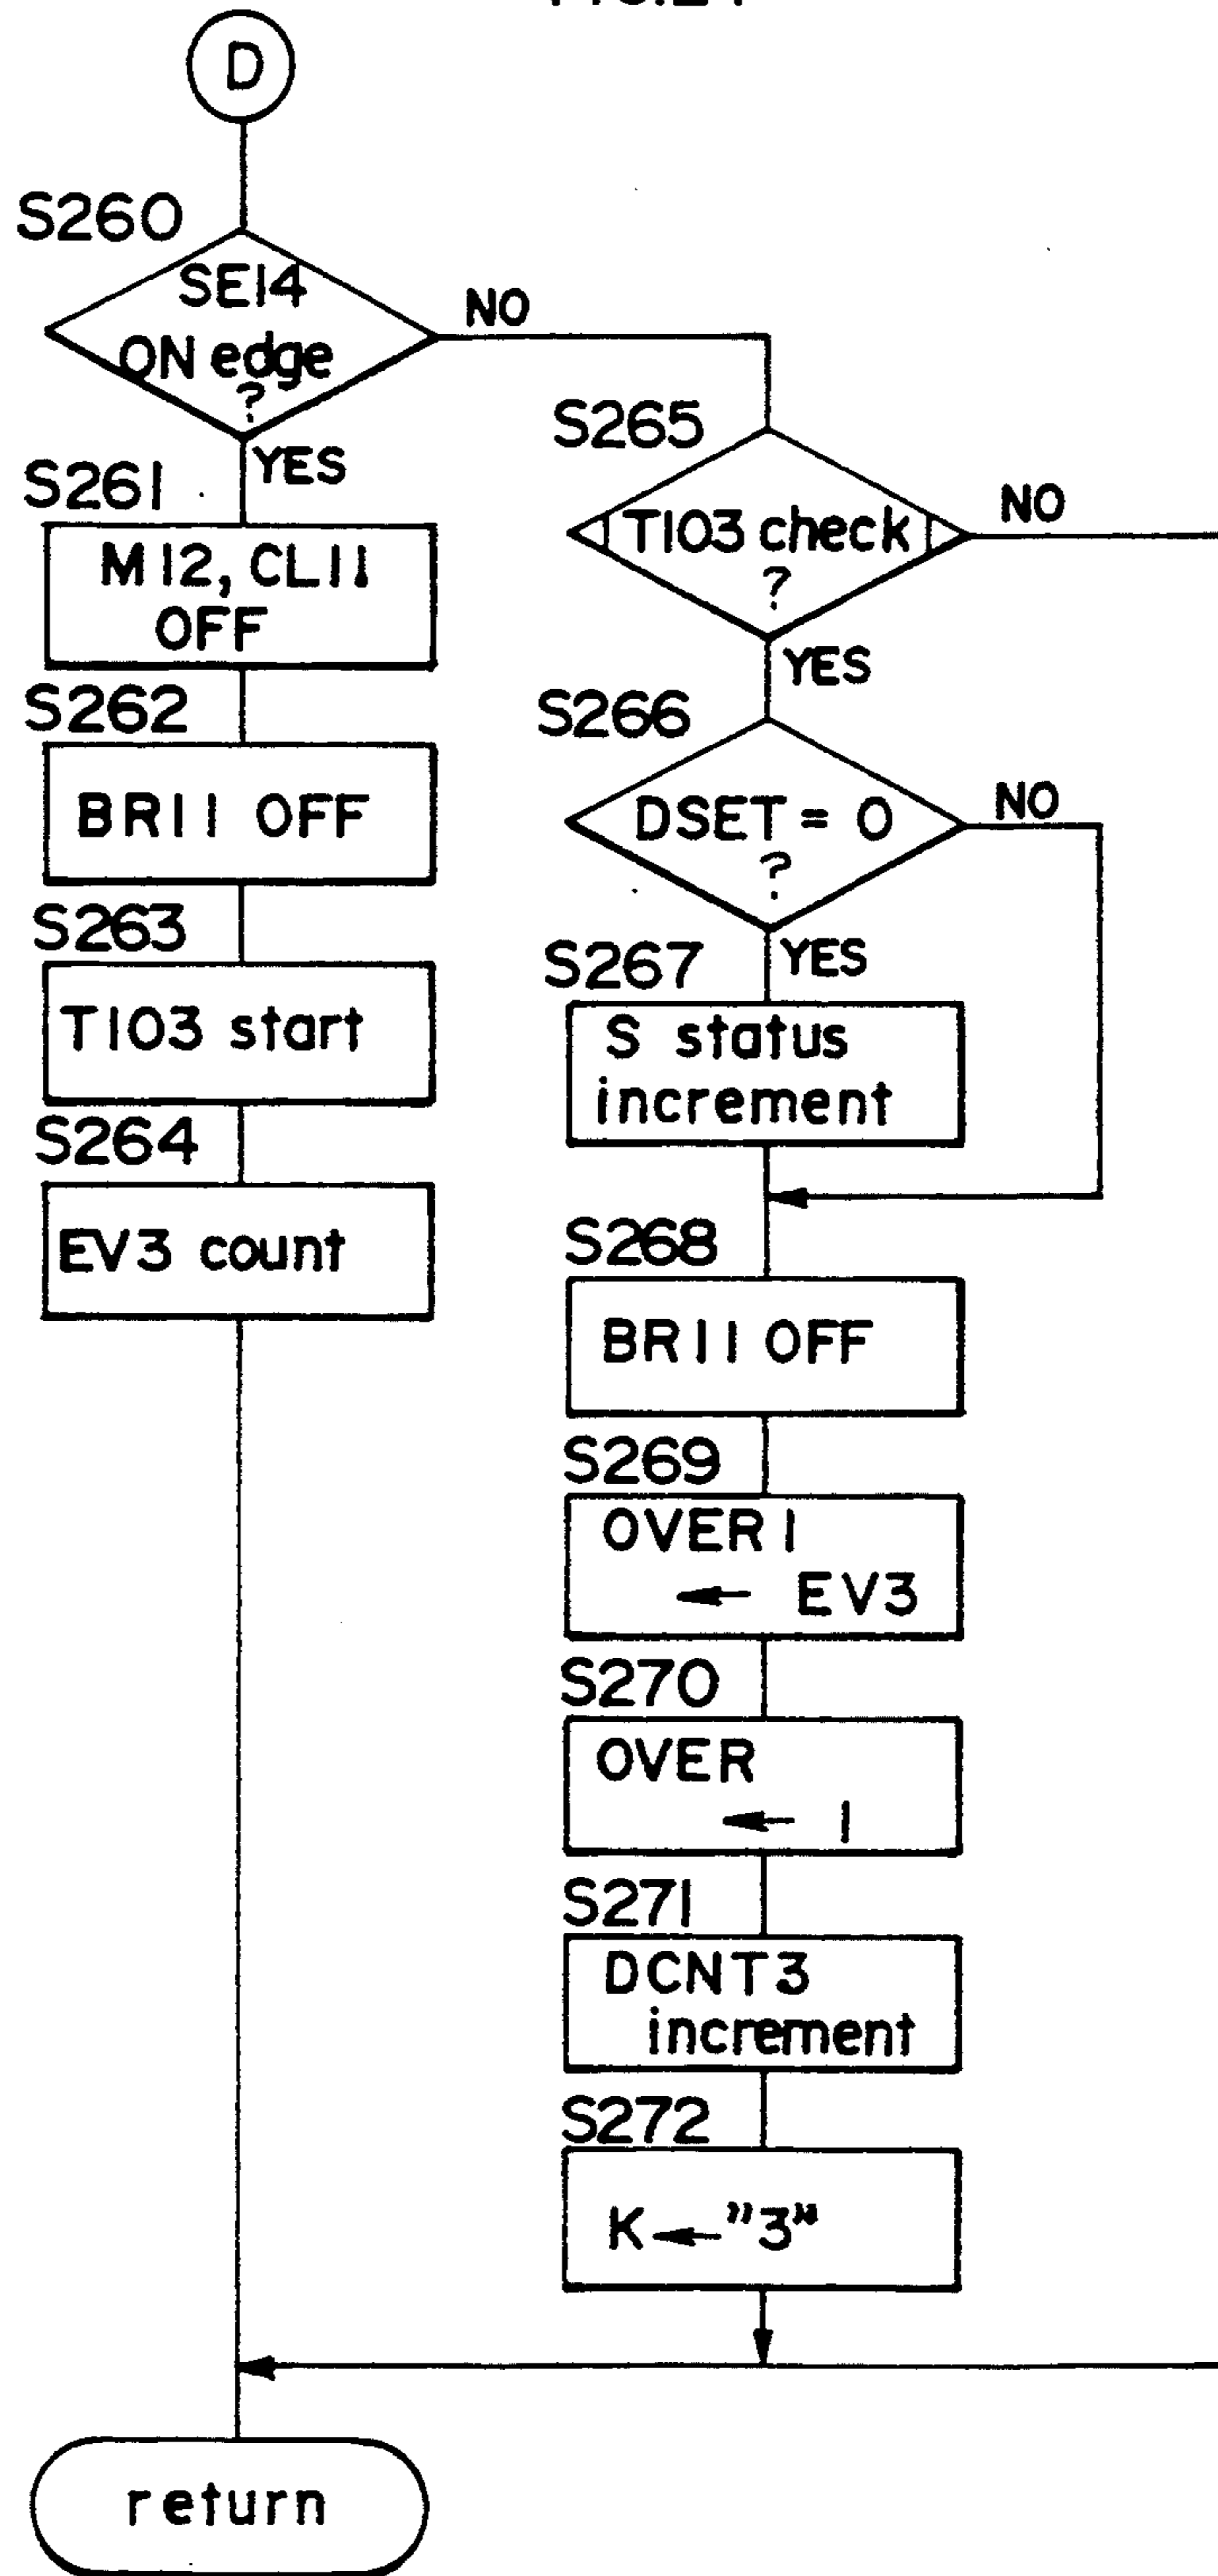 D
S260
SE14
ON edge
?
NO
YES
S261
M12, CL11
OFF
S262
BR11 OFF
S263
T103 start
S264
EV3 count
S265
T103 check
?
NO
YES
S266
DSET = 0
?
NO
YES
S267
S status
increment
S268
BR11 OFF
S269
OVER1
← EV3
S270
OVER
← 1
S271
DCNT3
increment
S272
K ← "3"
return